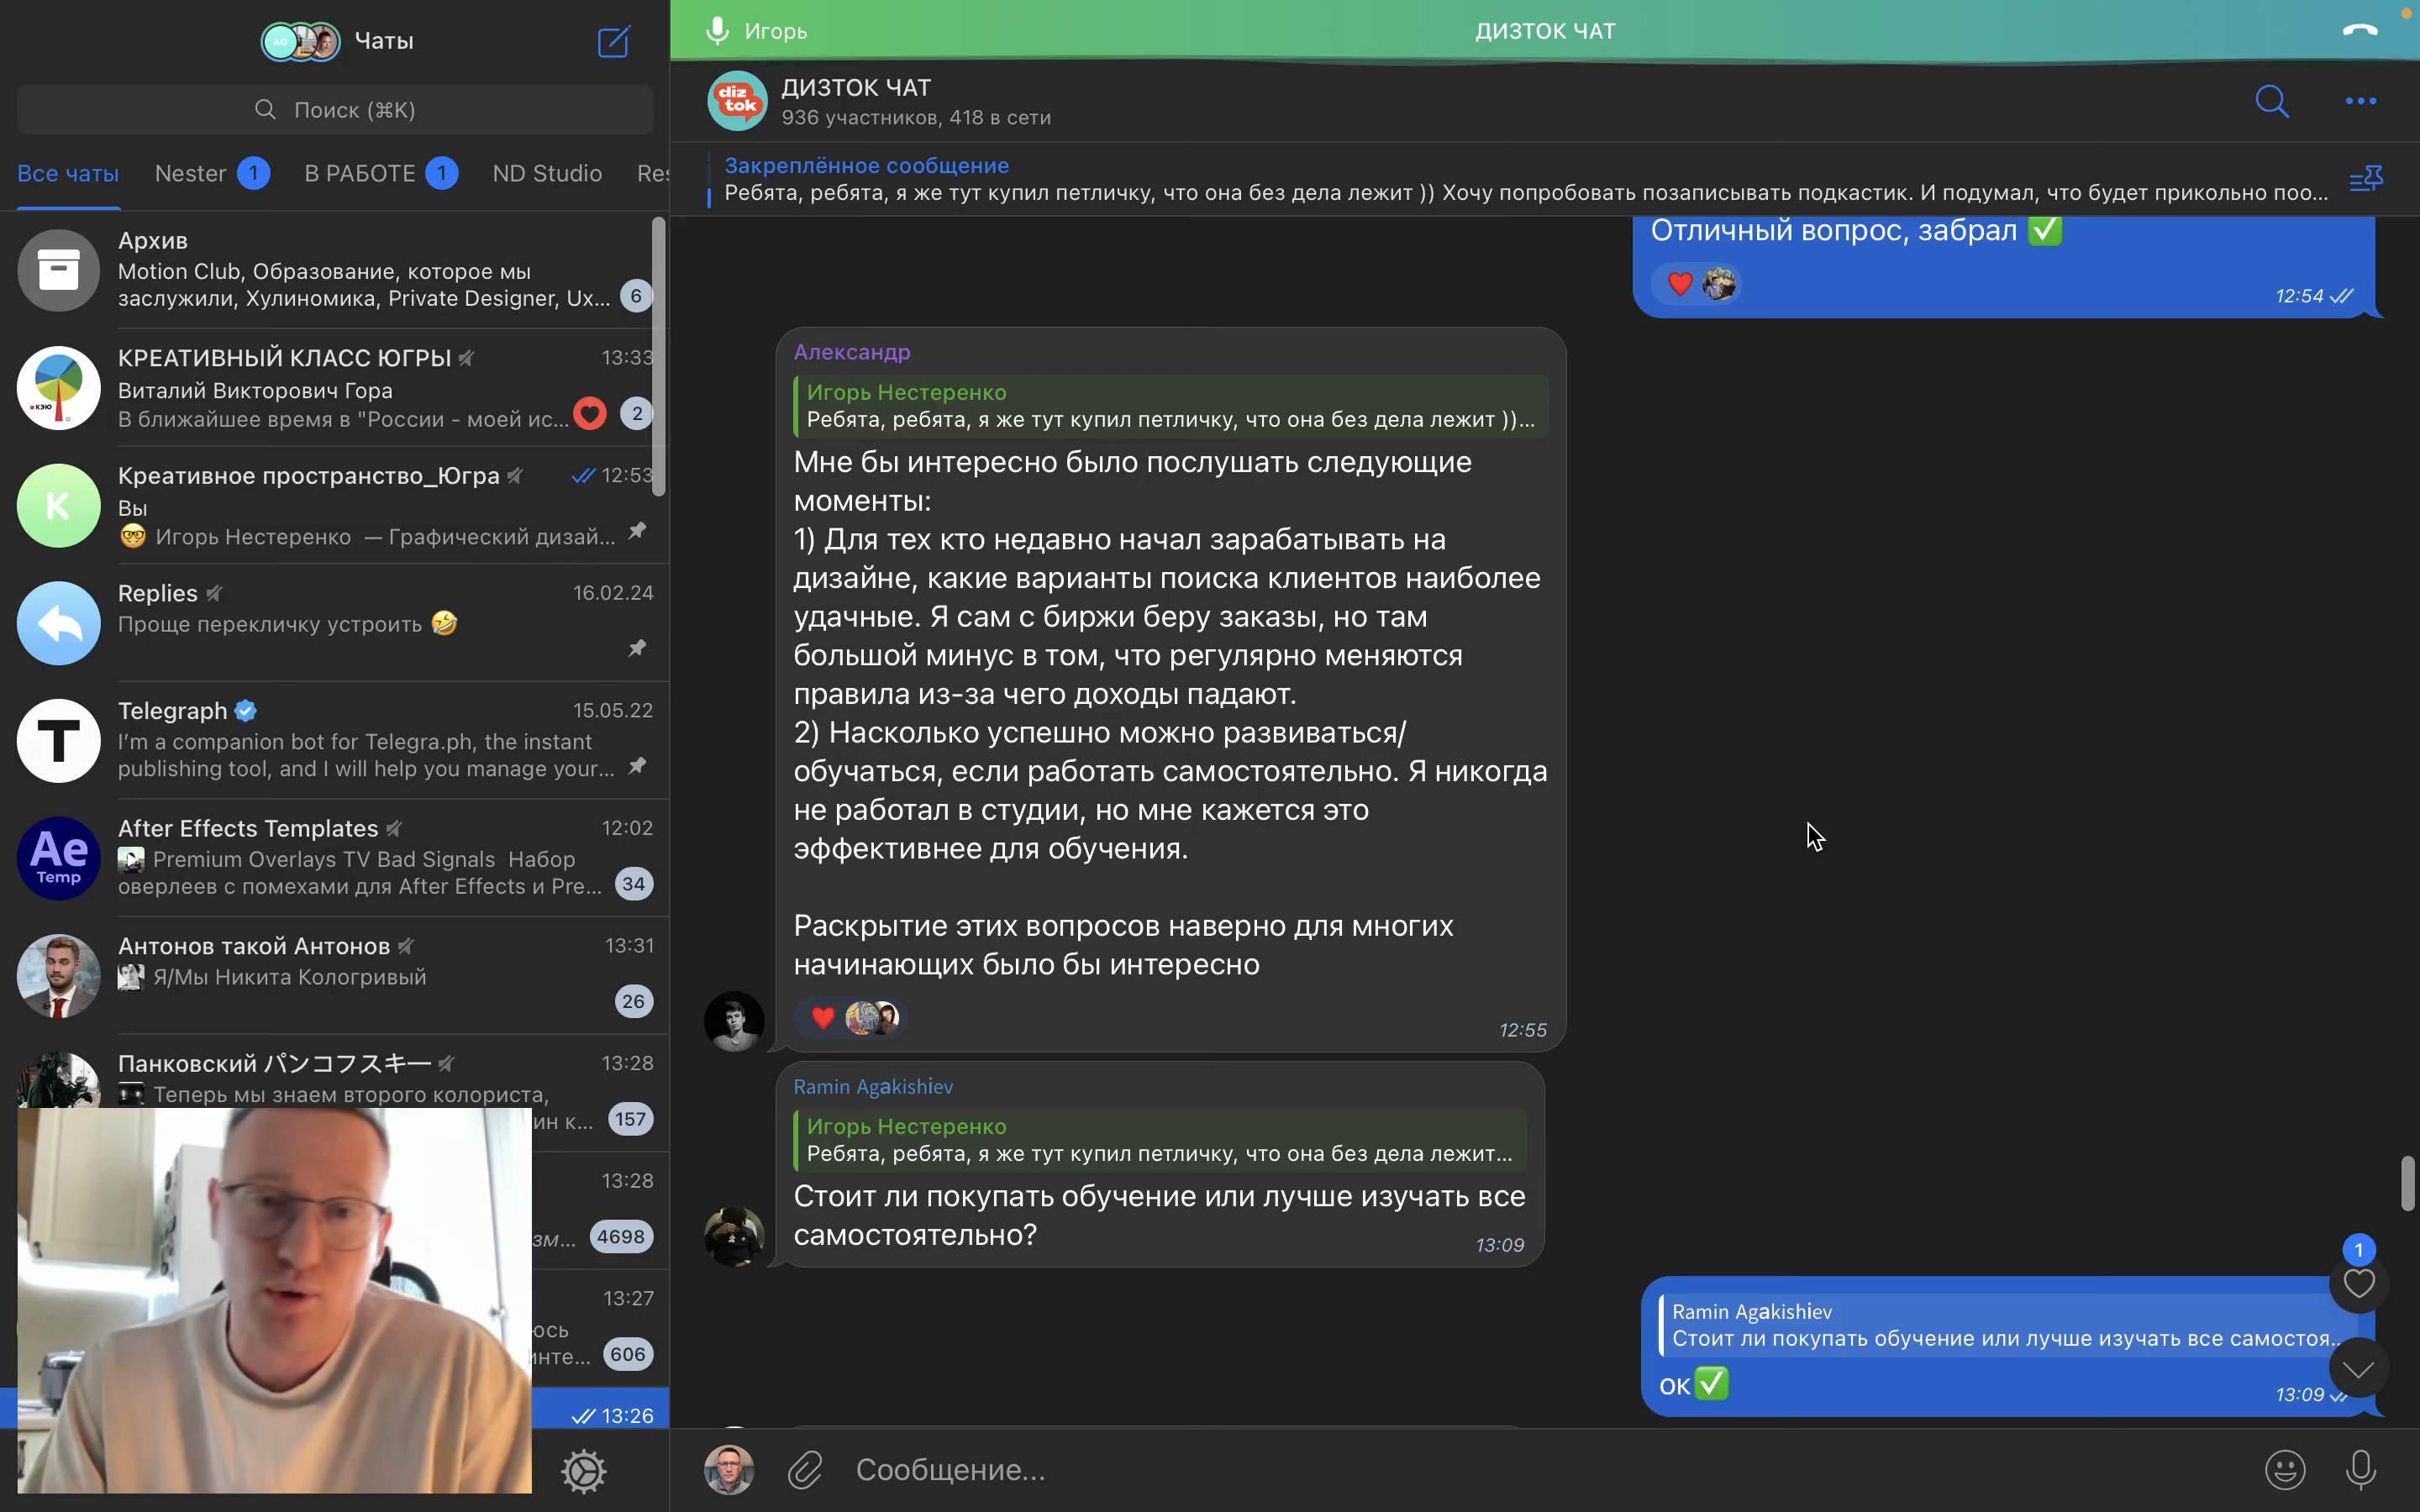 Чаты
Поиск (⌘K)
Все чаты
Nester 1
В РАБОТЕ 1
ND Studio
Архив
Motion Club, Образование, которое мы
заслужили, Хулиномика, Private Designer, Ux...
6
КРЕАТИВНЫЙ КЛАСС ЮГРЫ
13:33
Виталий Викторович Гора
В ближайшее время в "России - моей ис...
2
Креативное пространство_Югра
12:53
Вы
🤓 Игорь Нестеренко — Графический дизай...
Replies
16.02.24
Проще перекличку устроить 🤣
Telegraph
15.05.22
I'm a companion bot for Telegra.ph, the instant
publishing tool, and I will help you manage your...
Ae
Temp
After Effects Templates
12:02
Premium Overlays TV Bad Signals Набор
оверлеев с помехами для After Effects и Pre...
34
Антонов такой Антонов
13:31
Я/Мы Никита Кологривый
26
Панковский パンコフスキー
13:28
Теперь мы знаем второго колориста,
ин к...
157
13:28
зм...
4698
13:27
юсь
инте...
606
13:26
Игорь
ДИЗТОК ЧАТ
diz
tok
ДИЗТОК ЧАТ
936 участников, 418 в сети
Закреплённое сообщение
Ребята, ребята, я же тут купил петличку, что она без дела лежит )) Хочу попробовать позаписывать подкастик. И подумал, что будет прикольно поо...
Отличный вопрос, забрал ✅
❤️
12:54
Александр
Игорь Нестеренко
Ребята, ребята, я же тут купил петличку, что она без дела лежит ))...
Мне бы интересно было послушать следующие
моменты:
1) Для тех кто недавно начал зарабатывать на
дизайне, какие варианты поиска клиентов наиболее
удачные. Я сам с биржи беру заказы, но там
большой минус в том, что регулярно меняются
правила из-за чего доходы падают.
2) Насколько успешно можно развиваться/
обучаться, если работать самостоятельно. Я никогда
не работал в студии, но мне кажется это
эффективнее для обучения.
Раскрытие этих вопросов наверно для многих
начинающих было бы интересно
❤️
12:55
Ramin Agakishiev
Игорь Нестеренко
Ребята, ребята, я же тут купил петличку, что она без дела лежит...
Стоит ли покупать обучение или лучше изучать все
самостоятельно?
13:09
1
Ramin Agakishiev
Стоит ли покупать обучение или лучше изучать все самостоя...
ок✅
13:09
Сообщение...